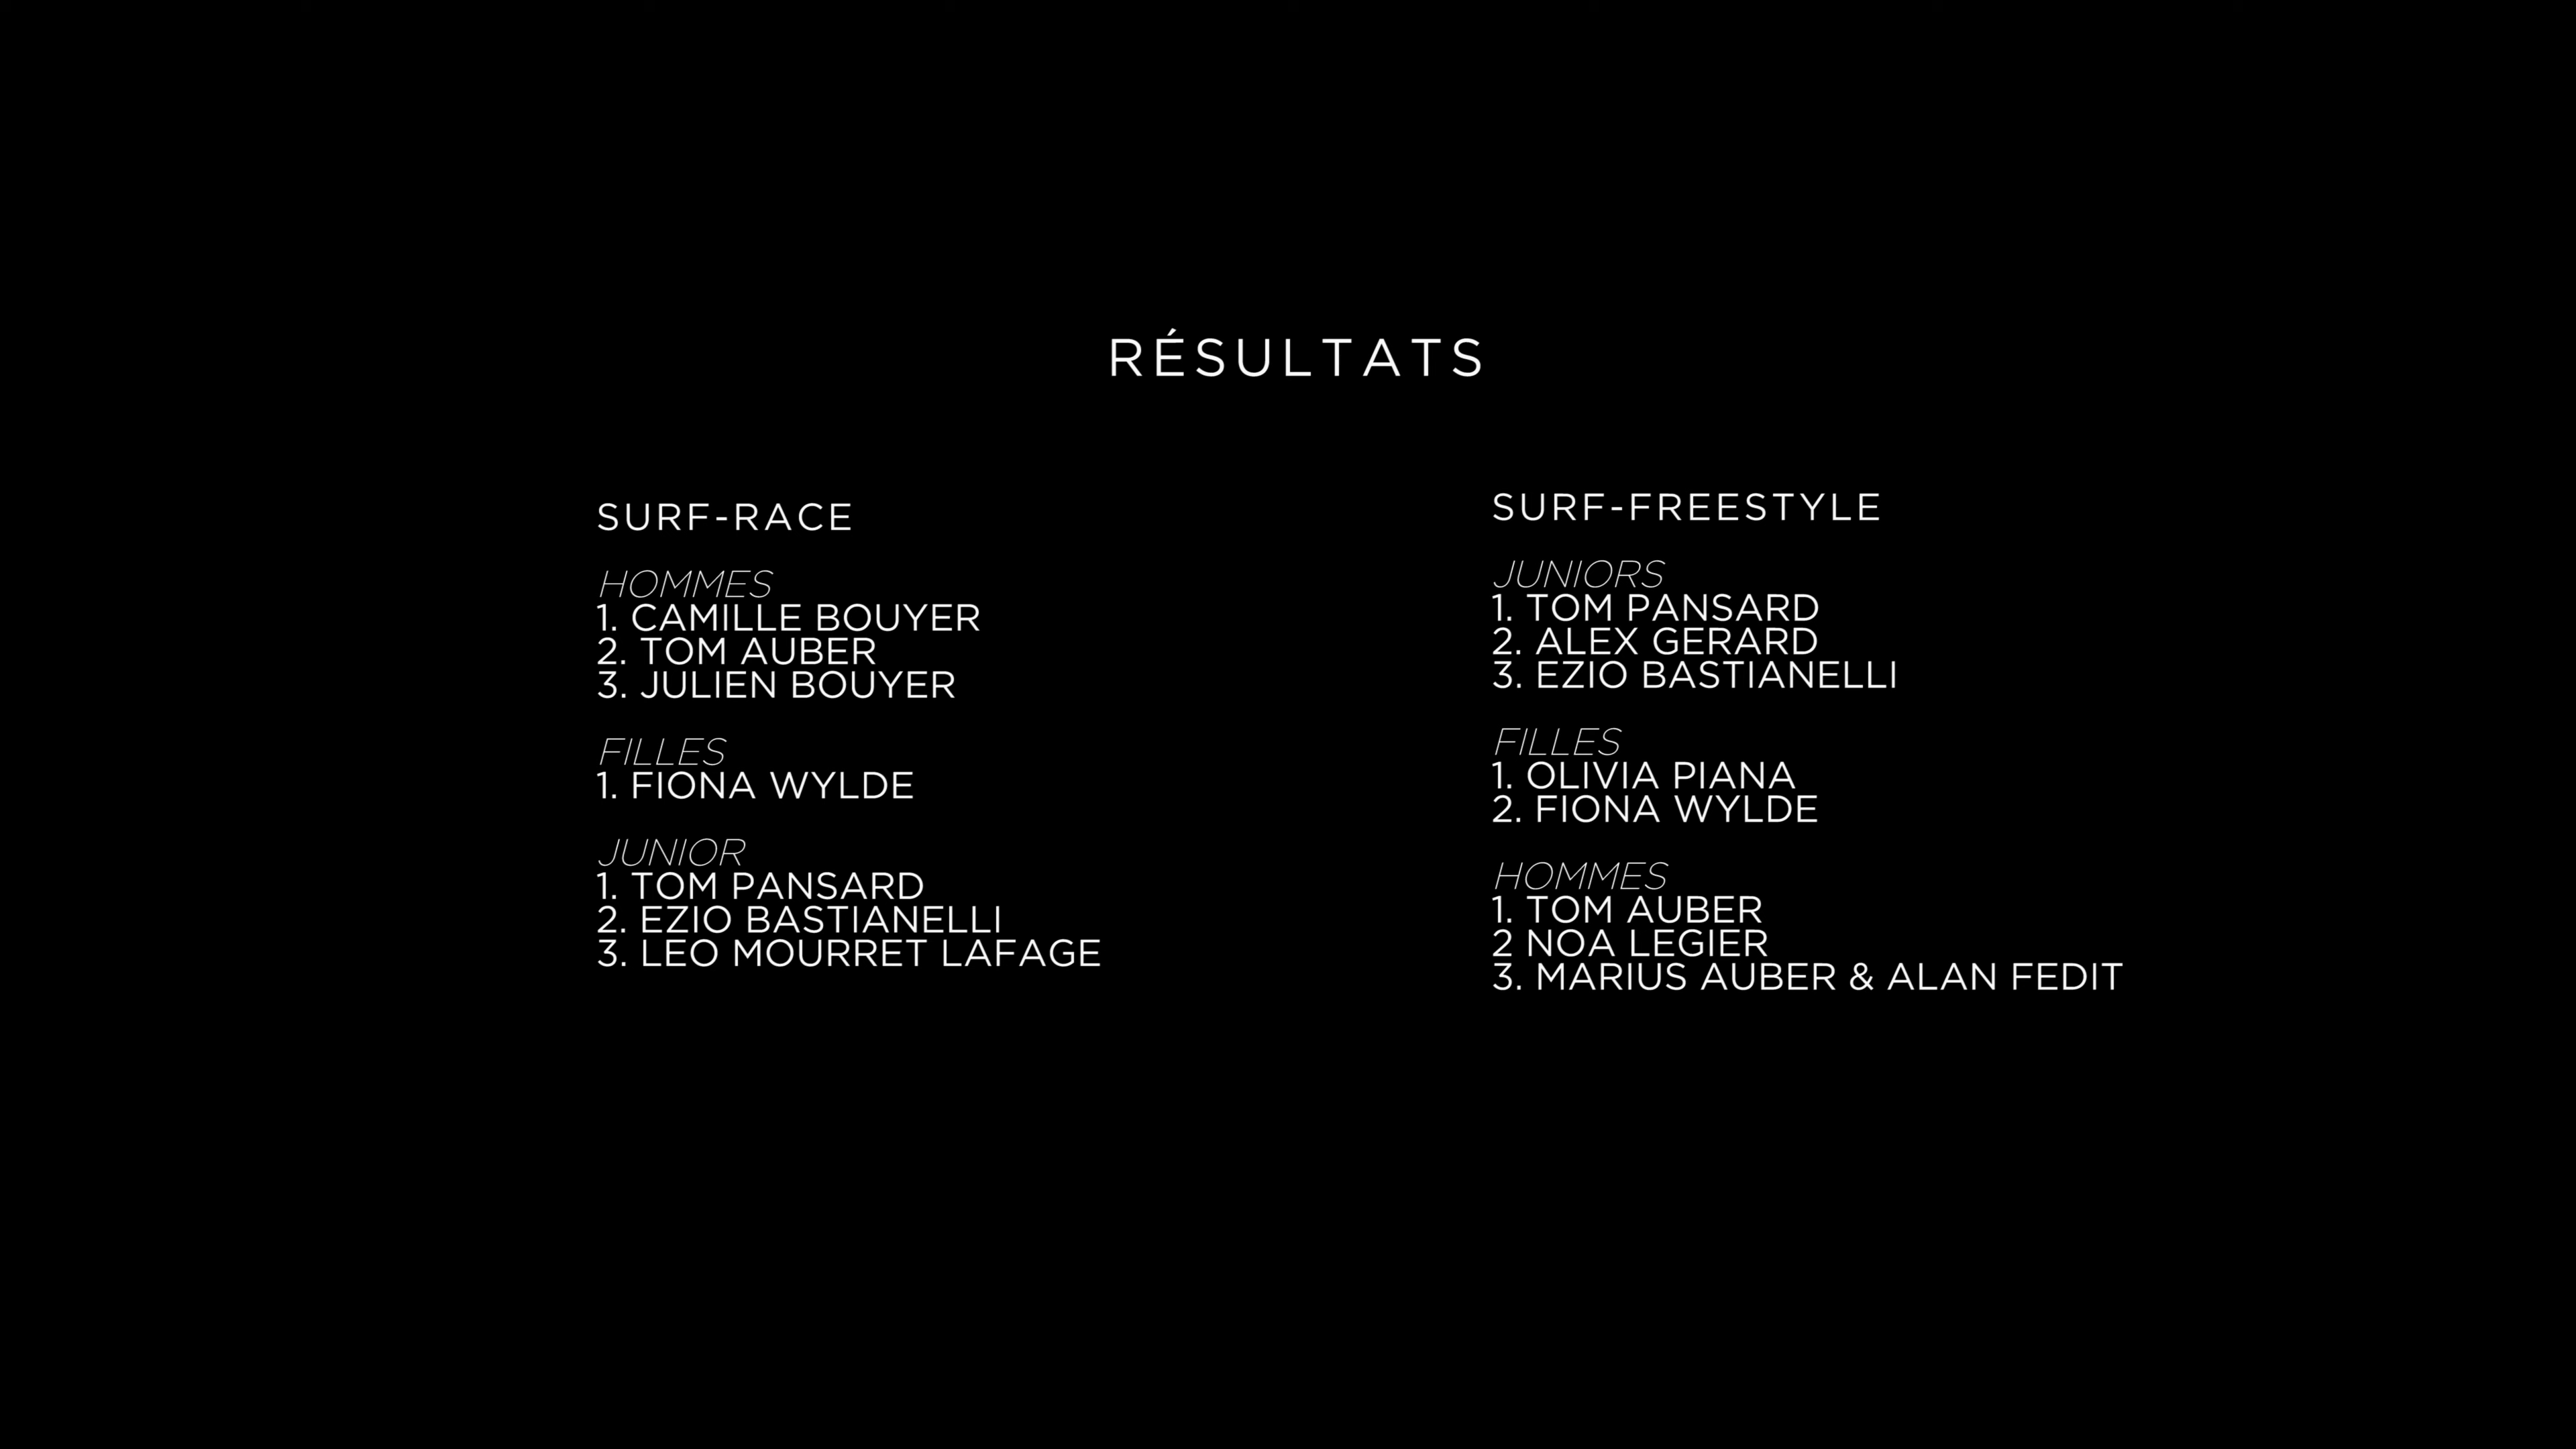 RÉSULTATS
SURF-RACE
HOMMES
1. CAMILLE BOUYER
2. TOM AUBER
3. JULIEN BOUYER
FILLES
1. FIONA WYLDE
JUNIOR
1. TOM PANSARD
2. EZIO BASTIANELLI
3. LEO MOURRET LAFAGE
SURF-FREESTYLE
JUNIORS
1. TOM PANSARD
2. ALEX GERARD
3. EZIO BASTIANELLI
FILLES
1. OLIVIA PIANA
2. FIONA WYLDE
HOMMES
1. TOM AUBER
2 NOA LEGIER
3. MARIUS AUBER & ALAN FEDIT